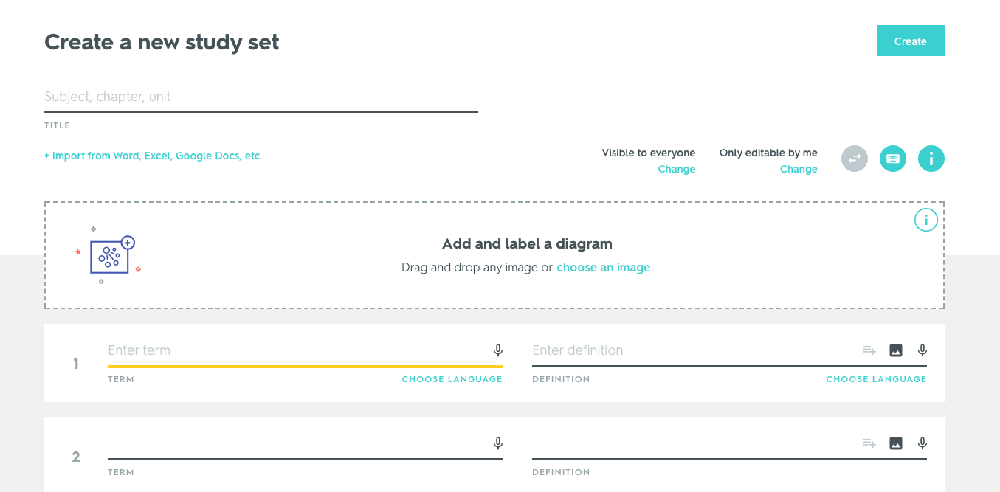 Create a new study set
Create
Subject, chapter, unit
TITLE
+ Import from Word, Excel, Google Docs, etc.
Visible to everyone
Change
Only editable by me
Change
Add and label a diagram
Drag and drop any image or choose an image.
1
Enter term
TERM
CHOOSE LANGUAGE
Enter definition
DEFINITION
CHOOSE LANGUAGE
2
TERM
DEFINITION